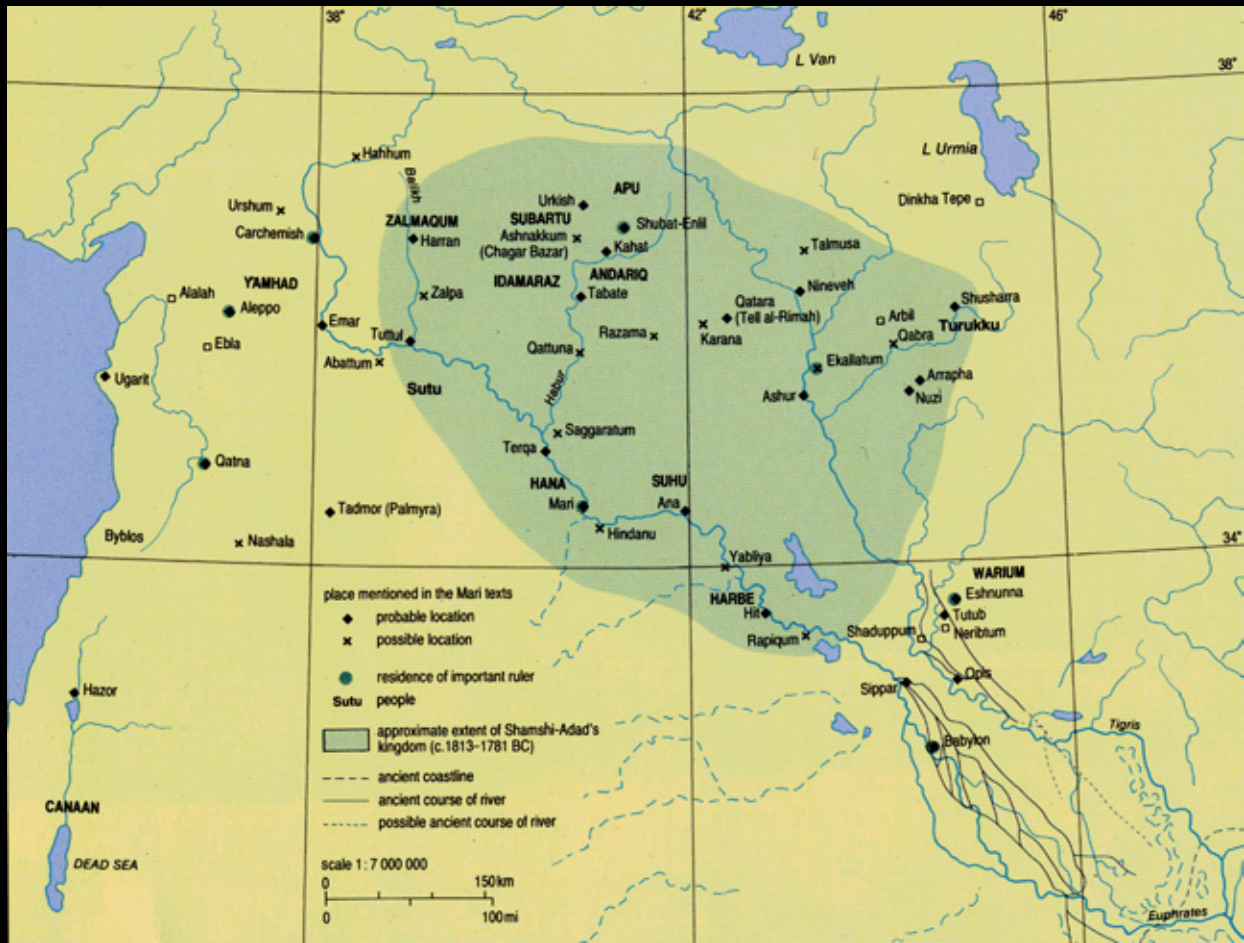 38°
42°
46°
L Van
38°
L Urmia
Hahhum
Balikh
APU
Urkish
Dinkha Tepe
Urshum
SUBARTU
Shubat-Enlil
ZALMAQUM
Carchemish
Harran
Ashnakkum
(Chagar Bazar)
Kahat
Talmusa
YAMHAD
IDAMARAZ
ANDARIQ
Alalah
Zalpa
Tabate
Nineveh
Aleppo
Qatara
(Tell al-Rimah)
Shusharra
Emar
Arbil
Turukku
Ebla
Tuttul
Razama
Karana
Qabra
Abattum
Qattuna
Ekallatum
Ugarit
Sutu
Habur
Ashur
Arrapha
Nuzi
Saggaratum
Terqa
Qatna
HANA
SUHU
Mari
Ana
Tadmor (Palmyra)
Hindanu
Byblos
Nashala
34°
Yabliya
WARIUM
place mentioned in the Mari texts
HARBE
Eshnunna
probable location
Hit
Tutub
possible location
Rapiqum
Shaduppum
Neribtum
residence of important ruler
Opis
Hazor
Sutu people
Sippar
approximate extent of Shamshi-Adad's
kingdom (c.1813–1781 BC)
Tigris
Babylon
ancient coastline
ancient course of river
CANAAN
possible ancient course of river
DEAD SEA
scale 1:7 000 000
0 150km
0 100mi
Euphrates